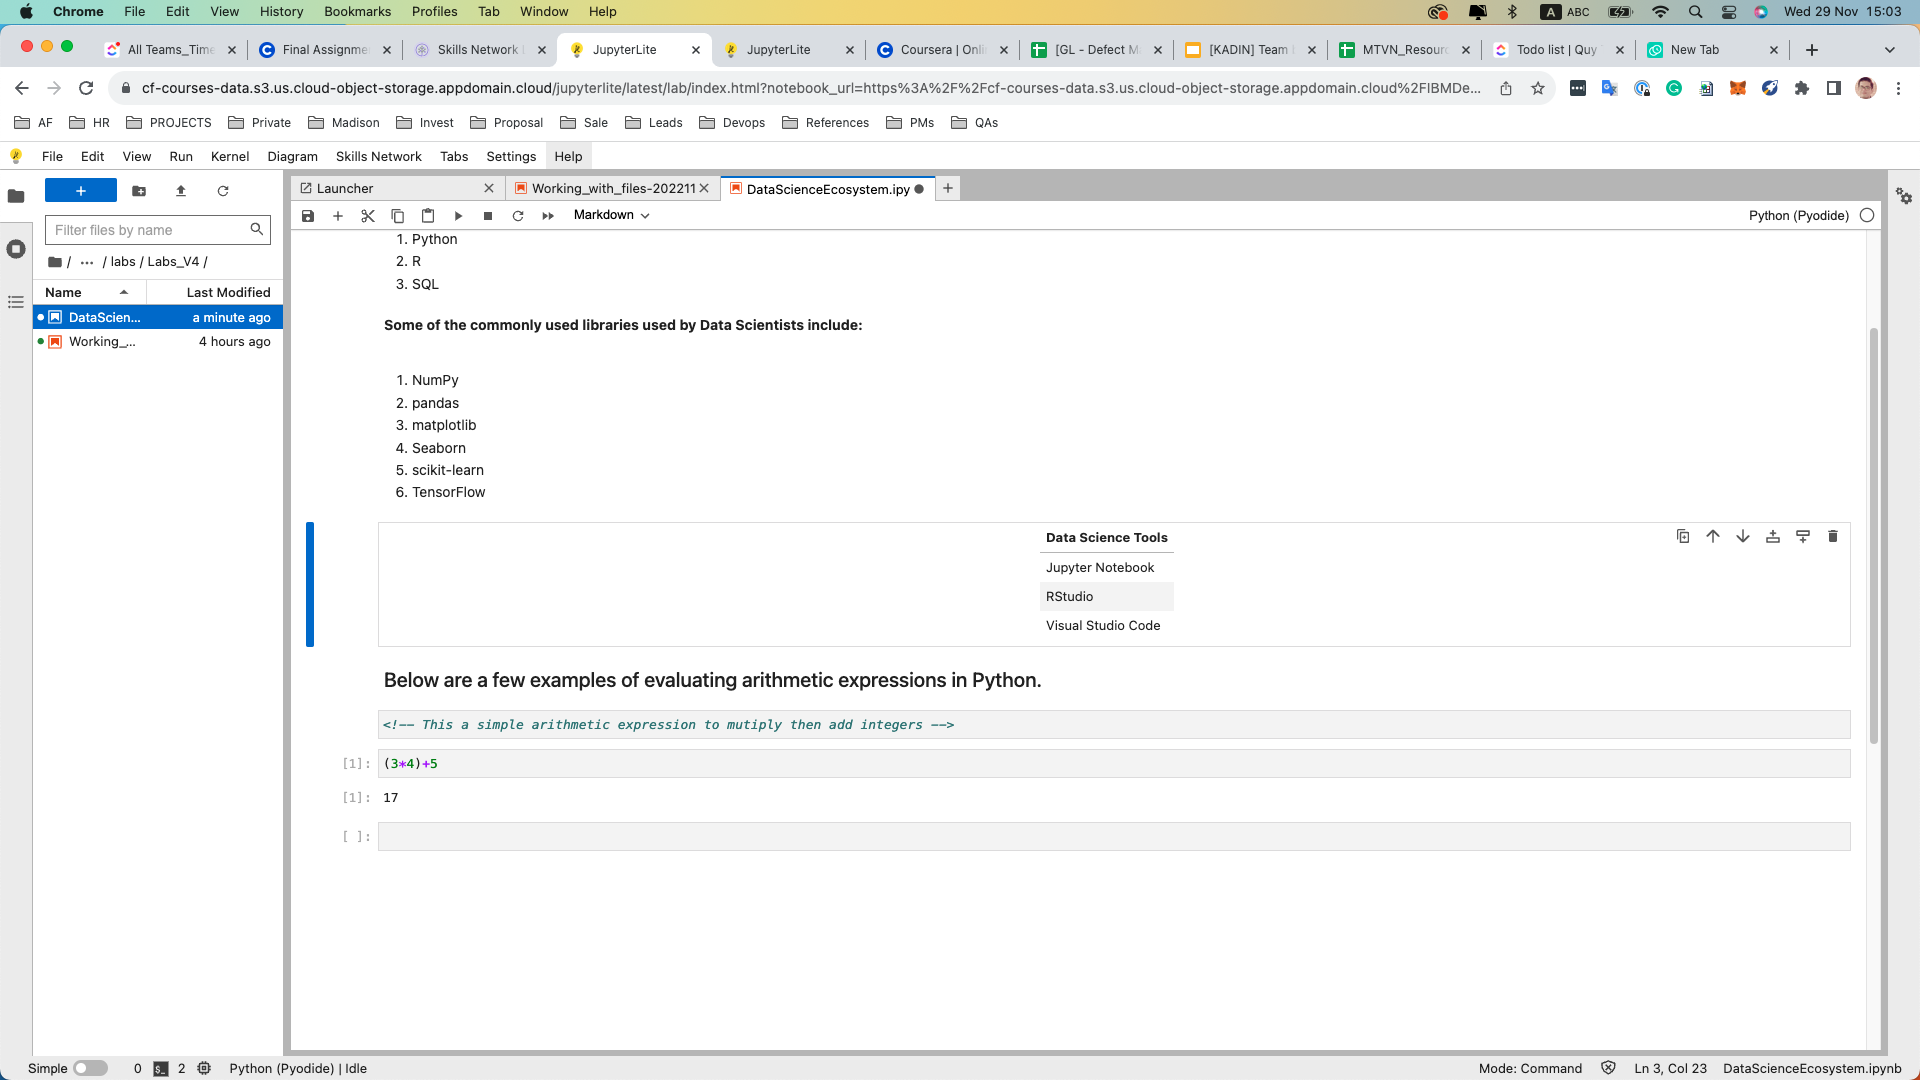 Chrome File Edit View History Bookmarks Profiles Tab Window Help A ABC Wed 29 Nov 15:03
All Teams_Time Final Assignme Skills Network JupyterLite JupyterLite Coursera | Onli [GL - Defect M [KADIN] Team MTVN_Resour Todo list | Quy New Tab
cf-courses-data.s3.us.cloud-object-storage.appdomain.cloud/jupyterlite/latest/lab/index.html?notebook_url=https%3A%2F%2Fcf-courses-data.s3.us.cloud-object-storage.appdomain.cloud%2FIBMDe...
AF HR PROJECTS Private Madison Invest Proposal Sale Leads Devops References PMs QAs
File Edit View Run Kernel Diagram Skills Network Tabs Settings Help
Launcher Working_with_files-202211 DataScienceEcosystem.ipy
Markdown Python (Pyodide)
Filter files by name
/ ... / labs / Labs_V4 /
Name Last Modified
DataScien... a minute ago
Working_... 4 hours ago
1. Python
2. R
3. SQL
Some of the commonly used libraries used by Data Scientists include:
1. NumPy
2. pandas
3. matplotlib
4. Seaborn
5. scikit-learn
6. TensorFlow
Data Science Tools
Jupyter Notebook
RStudio
Visual Studio Code
Below are a few examples of evaluating arithmetic expressions in Python.
<!-- This a simple arithmetic expression to mutiply then add integers -->
[1]: (3*4)+5
[1]: 17
[ ]:
Simple 0 $_ 2 Python (Pyodide) | Idle Mode: Command Ln 3, Col 23 DataScienceEcosystem.ipynb